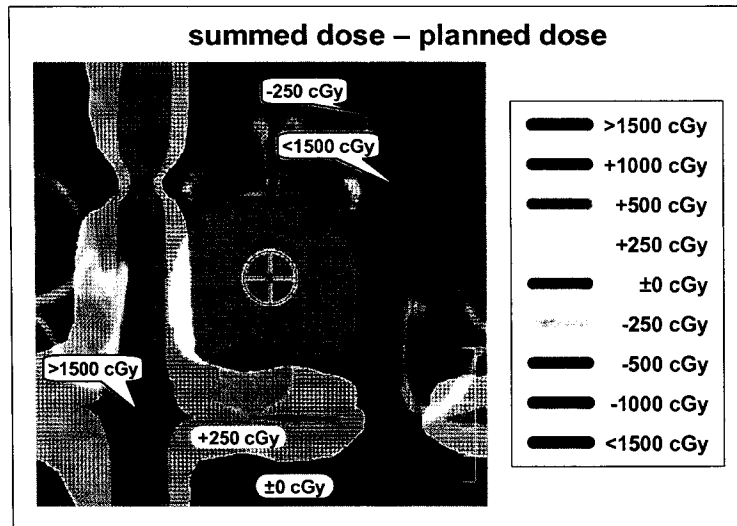 summed dose – planned dose
-250 cGy
<1500 cGy
>1500 cGy
+250 cGy
±0 cGy
>1500 cGy
+1000 cGy
+500 cGy
+250 cGy
±0 cGy
-250 cGy
-500 cGy
-1000 cGy
<1500 cGy